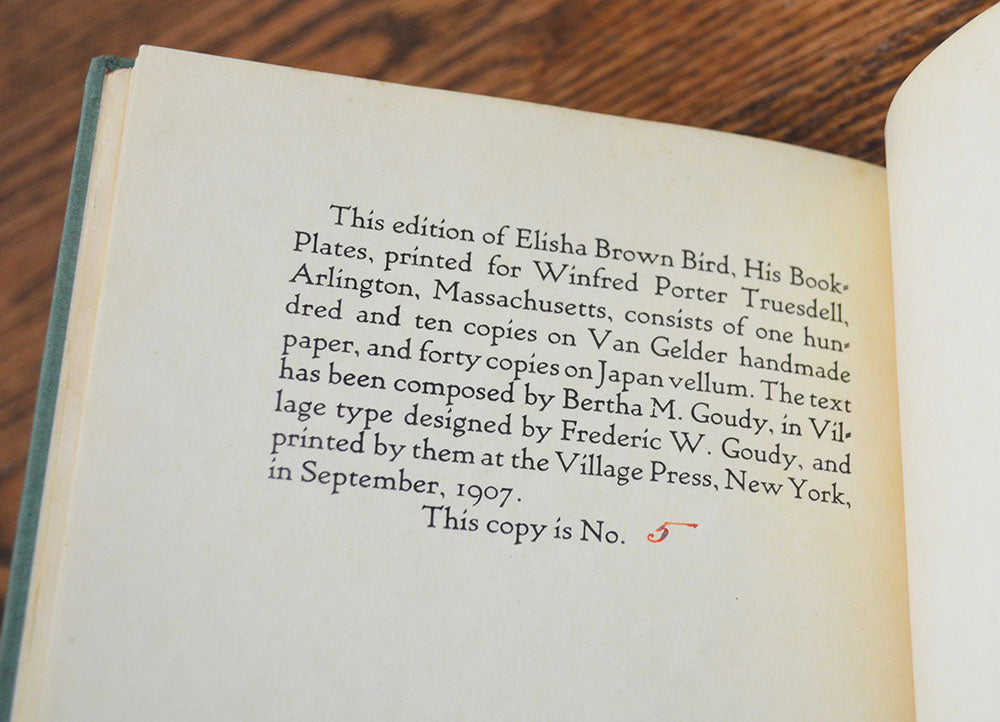 This edition of Elisha Brown Bird, His Book-
Plates, printed for Winfred Porter Truesdell,
Arlington, Massachusetts, consists of one hun-
dred and ten copies on Van Gelder handmade
paper, and forty copies on Japan vellum. The text
has been composed by Bertha M. Goudy, in Vil-
lage type designed by Frederic W. Goudy, and
printed by them at the Village Press, New York,
in September, 1907.
This copy is No. 5